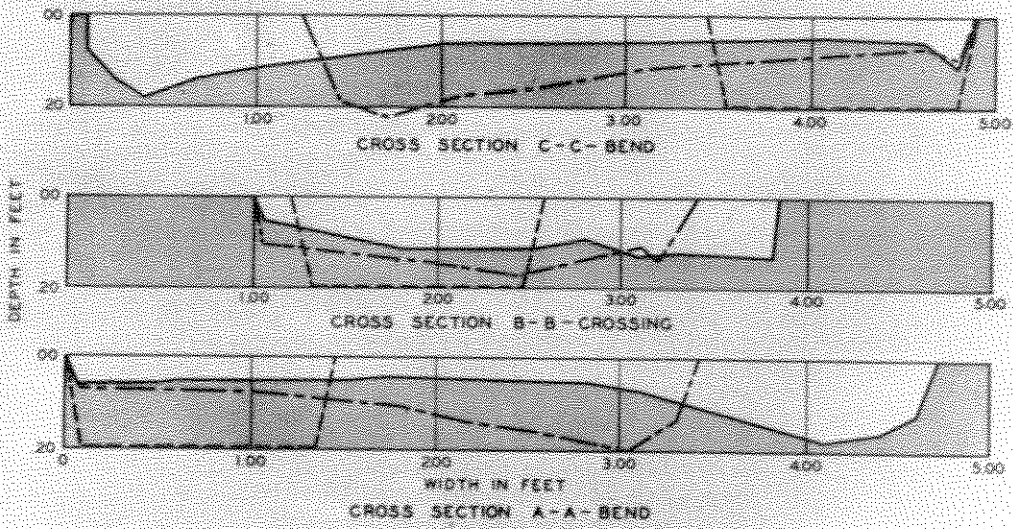 .00
.20
1.00 2.00 3.00 4.00 5.00
CROSS SECTION C-C-BEND
DEPTH IN FEET
.00
.20
1.00 2.00 3.00 4.00 5.00
CROSS SECTION B-B-CROSSING
.00
.20
0 1.00 2.00 3.00 4.00 5.00
WIDTH IN FEET
CROSS SECTION A-A-BEND